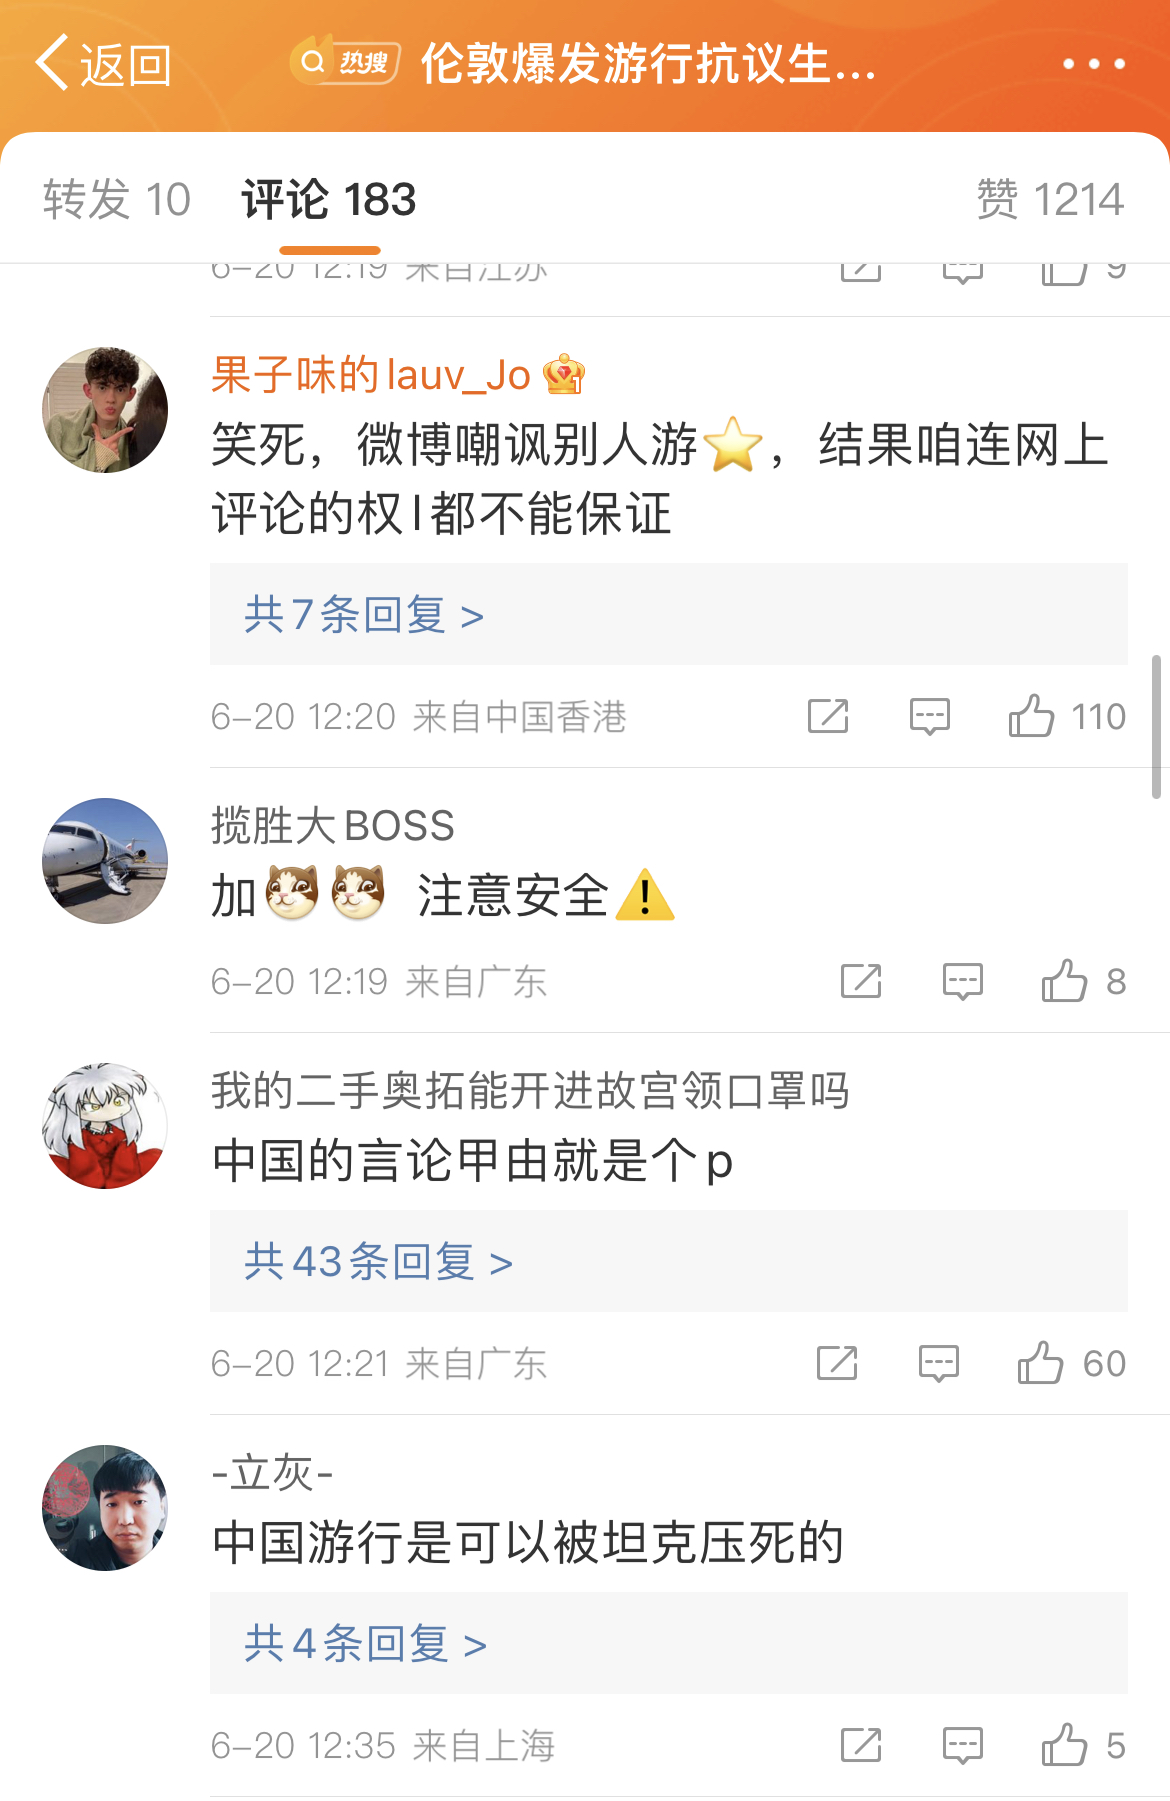 返回
热搜 伦敦爆发游行抗议生...
转发 10 评论 183 赞 1214
6-20 12:19 来自江苏 9
果子味的lauv_Jo
笑死，微博嘲讽别人游⭐，结果咱连网上
评论的权l都不能保证
共7条回复 >
6-20 12:20 来自中国香港 110
揽胜大BOSS
加🐱🐱 注意安全⚠️
6-20 12:19 来自广东 8
我的二手奥拓能开进故宫领口罩吗
中国的言论甲由就是个p
共43条回复 >
6-20 12:21 来自广东 60
-立灰-
中国游行是可以被坦克压死的
共4条回复 >
6-20 12:35 来自上海 5